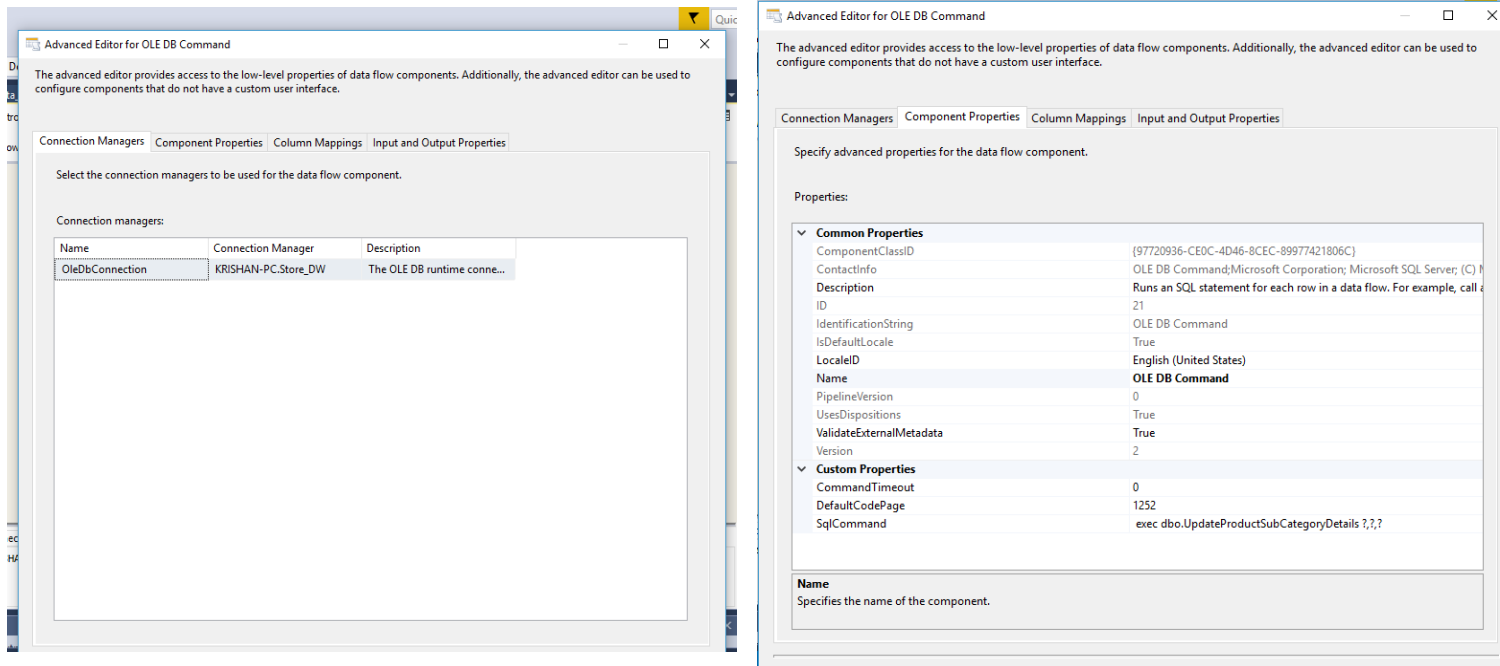 Quic
Advanced Editor for OLE DB Command
The advanced editor provides access to the low-level properties of data flow components. Additionally, the advanced editor can be used to
configure components that do not have a custom user interface.
Connection Managers Component Properties Column Mappings Input and Output Properties
Select the connection managers to be used for the data flow component.
Connection managers:
Name Connection Manager Description
OleDbConnection KRISHAN-PC.Store_DW The OLE DB runtime conne...
Advanced Editor for OLE DB Command
The advanced editor provides access to the low-level properties of data flow components. Additionally, the advanced editor can be used to
configure components that do not have a custom user interface.
Connection Managers Component Properties Column Mappings Input and Output Properties
Specify advanced properties for the data flow component.
Properties:
Common Properties
ComponentClassID {97720936-CE0C-4D46-8CEC-89977421806C}
ContactInfo OLE DB Command;Microsoft Corporation; Microsoft SQL Server; (C) M
Description Runs an SQL statement for each row in a data flow. For example, call a
ID 21
IdentificationString OLE DB Command
IsDefaultLocale True
LocaleID English (United States)
Name OLE DB Command
PipelineVersion 0
UsesDispositions True
ValidateExternalMetadata True
Version 2
Custom Properties
CommandTimeout 0
DefaultCodePage 1252
SqlCommand exec dbo.UpdateProductSubCategoryDetails ?,?,?
Name
Specifies the name of the component.